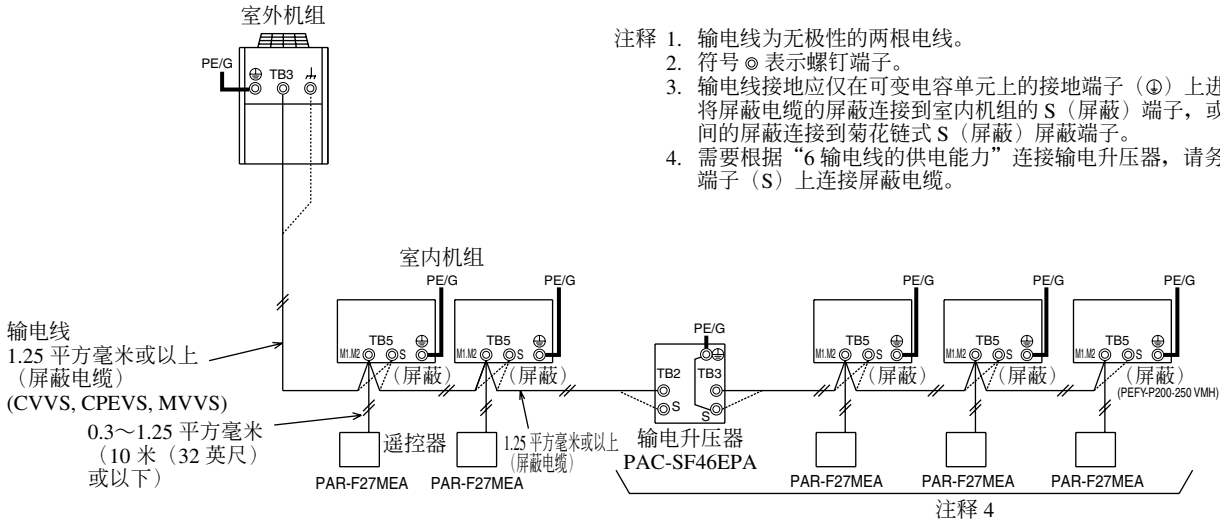 室外机组
PE/G
TB3
注释 1. 输电线为无极性的两根电线。
2. 符号 ◎ 表示螺钉端子。
3. 输电线接地应仅在可变电容单元上的接地端子（⏚）上进
将屏蔽电缆的屏蔽连接到室内机组的 S（屏蔽）端子，或
间的屏蔽连接到菊花链式 S（屏蔽）屏蔽端子。
4. 需要根据“6 输电线的供电能力”连接输电升压器，请务
端子（S）上连接屏蔽电缆。
室内机组
PE/G
PE/G
PE/G
PE/G
PE/G
PE/G
TB5
M1.M2
S
（屏蔽）
TB5
M1.M2
S
（屏蔽）
TB2
TB3
S
S
TB5
M1.M2
S
（屏蔽）
TB5
M1.M2
S
（屏蔽）
TB5
M1.M2
S
（屏蔽）
(PEFY-P200-250 VMH)
输电线
1.25 平方毫米或以上
（屏蔽电缆）
(CVVS, CPEVS, MVVS)
0.3～1.25 平方毫米
（10 米（32 英尺）
或以下）
遥控器
1.25 平方毫米或以上
（屏蔽电缆）
输电升压器
PAC-SF46EPA
PAR-F27MEA
PAR-F27MEA
PAR-F27MEA
PAR-F27MEA
PAR-F27MEA
注释 4